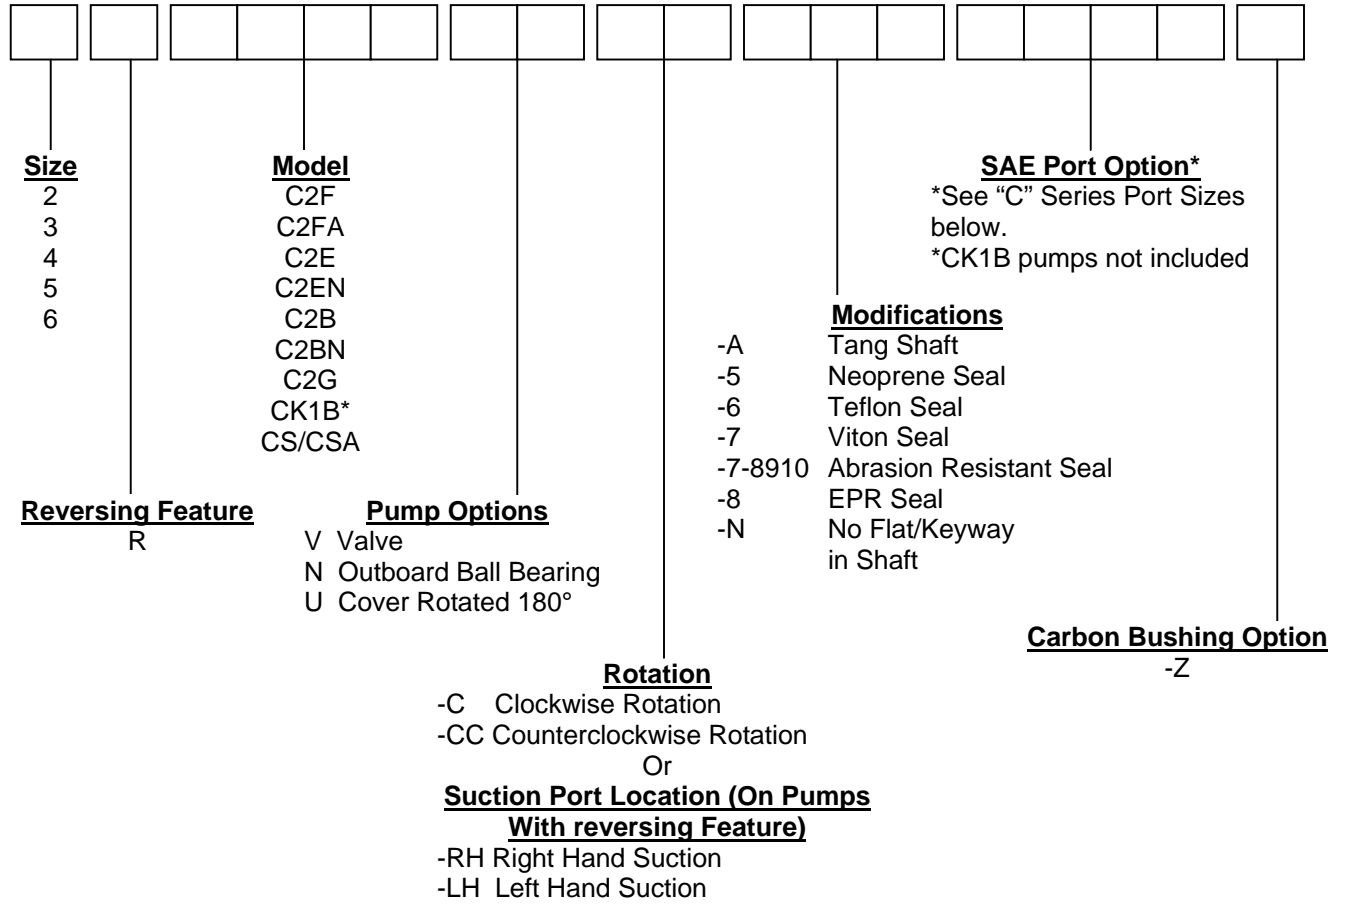 Size
2
3
4
5
6
Model
C2F
C2FA
C2E
C2EN
C2B
C2BN
C2G
CK1B*
CS/CSA
SAE Port Option*
*See “C” Series Port Sizes
below.
*CK1B pumps not included
Modifications
-A Tang Shaft
-5 Neoprene Seal
-6 Teflon Seal
-7 Viton Seal
-7-8910 Abrasion Resistant Seal
-8 EPR Seal
-N No Flat/Keyway
in Shaft
Reversing Feature
R
Pump Options
V Valve
N Outboard Ball Bearing
U Cover Rotated 180°
Carbon Bushing Option
-Z
Rotation
-C Clockwise Rotation
-CC Counterclockwise Rotation
Or
Suction Port Location (On Pumps
With reversing Feature)
-RH Right Hand Suction
-LH Left Hand Suction